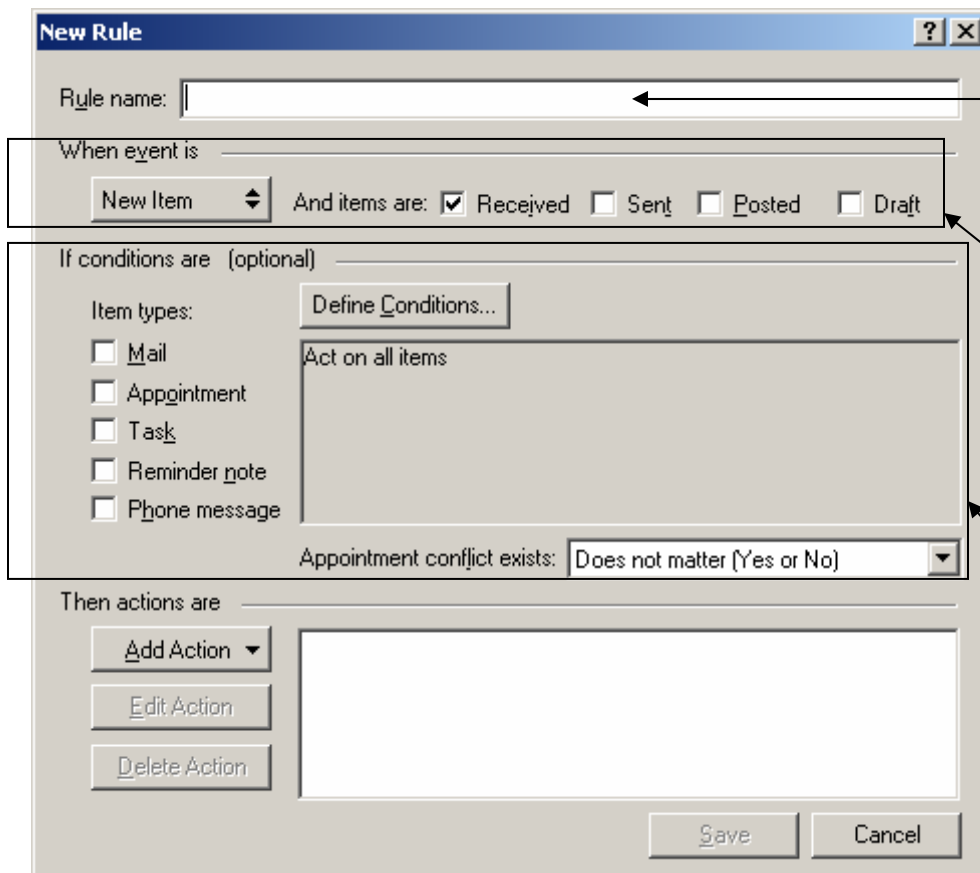 New Rule
Rule name:
When event is
New Item And items are: Received Sent Posted Draft
If conditions are (optional)
Item types: Define Conditions...
Mail Act on all items
Appointment
Task
Reminder note
Phone message
Appointment conflict exists: Does not matter (Yes or No)
Then actions are
Add Action
Edit Action
Delete Action
Save Cancel